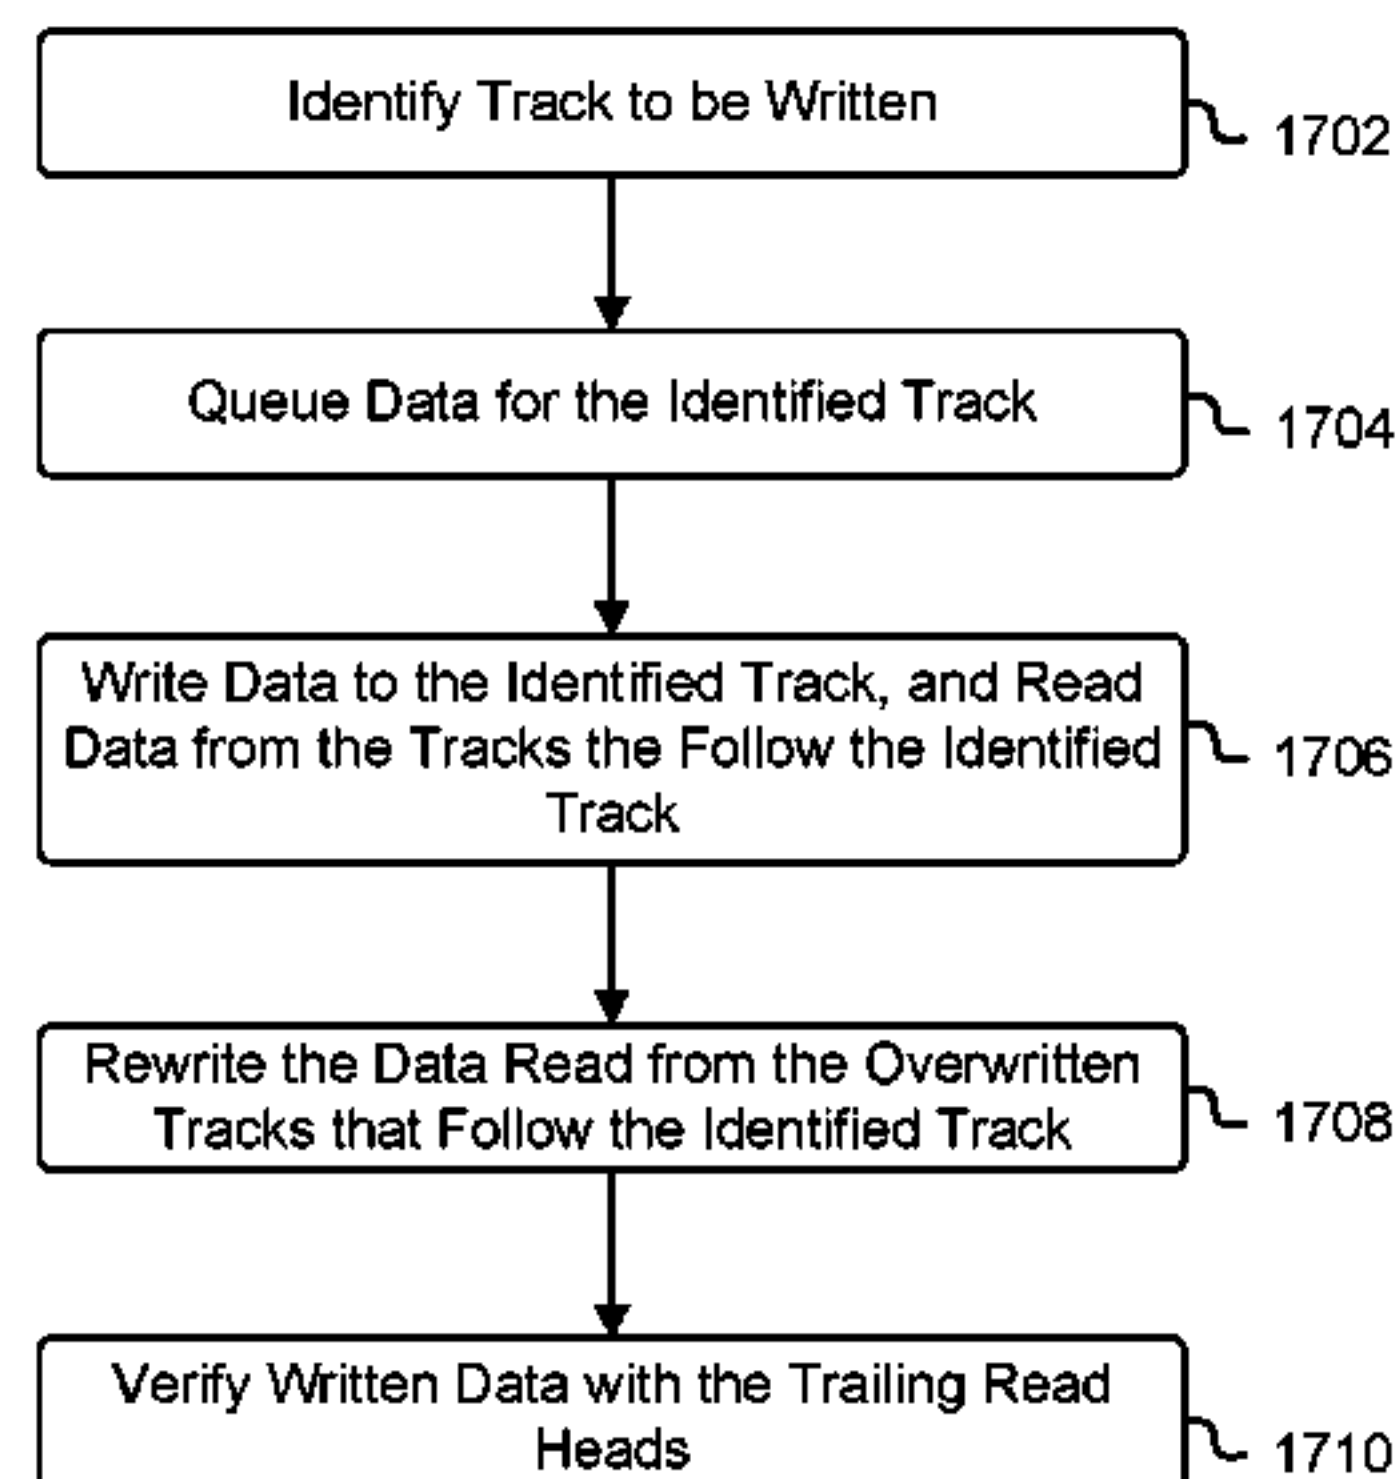 Identify Track to be Written
1702
Queue Data for the Identified Track
1704
Write Data to the Identified Track, and Read
Data from the Tracks the Follow the Identified
Track
1706
Rewrite the Data Read from the Overwritten
Tracks that Follow the Identified Track
1708
Verify Written Data with the Trailing Read
Heads
1710